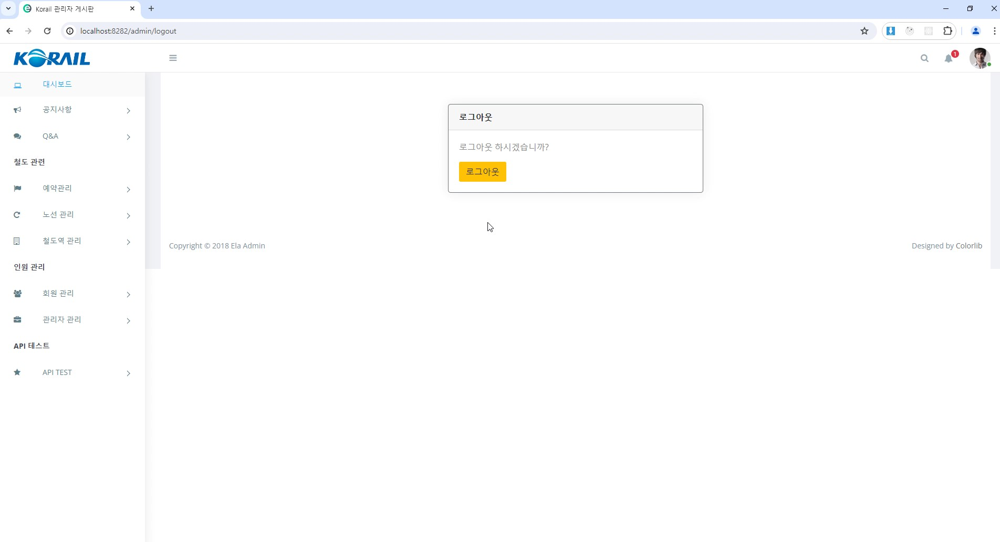 Korail 관리자 게시판
localhost:8282/admin/logout
KORAIL
1
대시보드
공지사항
Q&A
철도 관련
예약관리
노선 관리
철도역 관리
인원 관리
회원 관리
관리자 관리
API 테스트
API TEST
로그아웃
로그아웃 하시겠습니까?
로그아웃
Copyright © 2018 Ela Admin
Designed by Colorlib